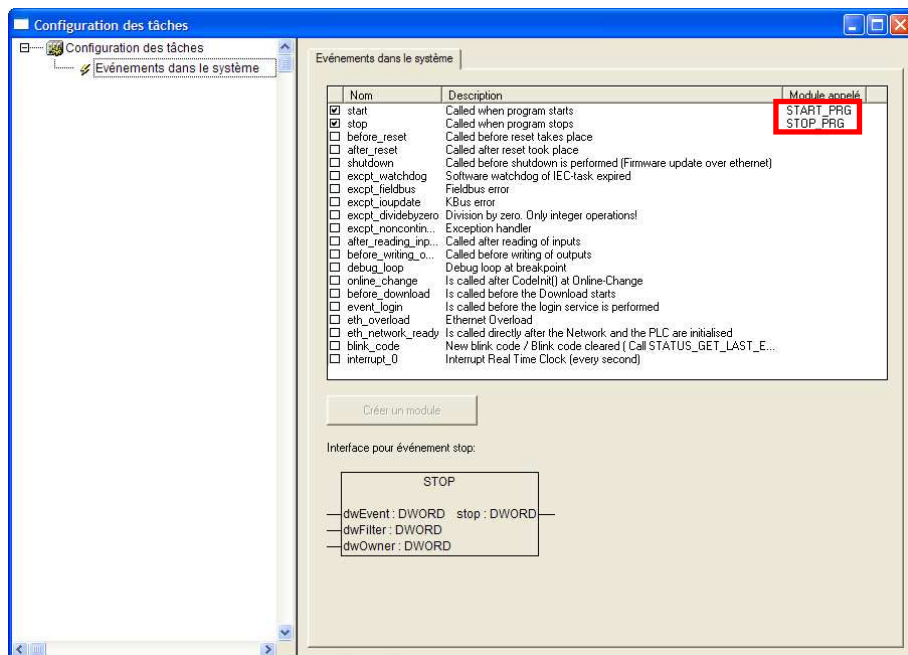 Configuration des tâches
Configuration des tâches
Evénements dans le système
Evénements dans le système
Nom Description Module appelé
start Called when program starts START_PRG
stop Called when program stops STOP_PRG
before_reset Called before reset takes place
after_reset Called after reset took place
shutdown Called before shutdown is performed (Firmware update over ethernet)
excpt_watchdog Software watchdog of IEC-task expired
excpt_fieldbus Fieldbus error
excpt_ioupdate KBus error
excpt_dividebyzero Division by zero. Only integer operations!
excpt_noncontin... Exception handler
after_reading_inp... Called after reading of inputs
before_writing_o... Called before writing of outputs
debug_loop Debug loop at breakpoint
online_change Is called after CodeInit() at Online-Change
before_download Is called before the Download starts
event_login Is called before the login service is performed
eth_overload Ethernet Overload
eth_network_ready Is called directly after the Network and the PLC are initialised
blink_code New blink code / Blink code cleared ( Call STATUS_GET_LAST_E...
interrupt_0 Interrupt Real Time Clock (every second)
Créer un module
Interface pour événement stop:
STOP
dwEvent : DWORD stop : DWORD
dwFilter : DWORD
dwOwner : DWORD